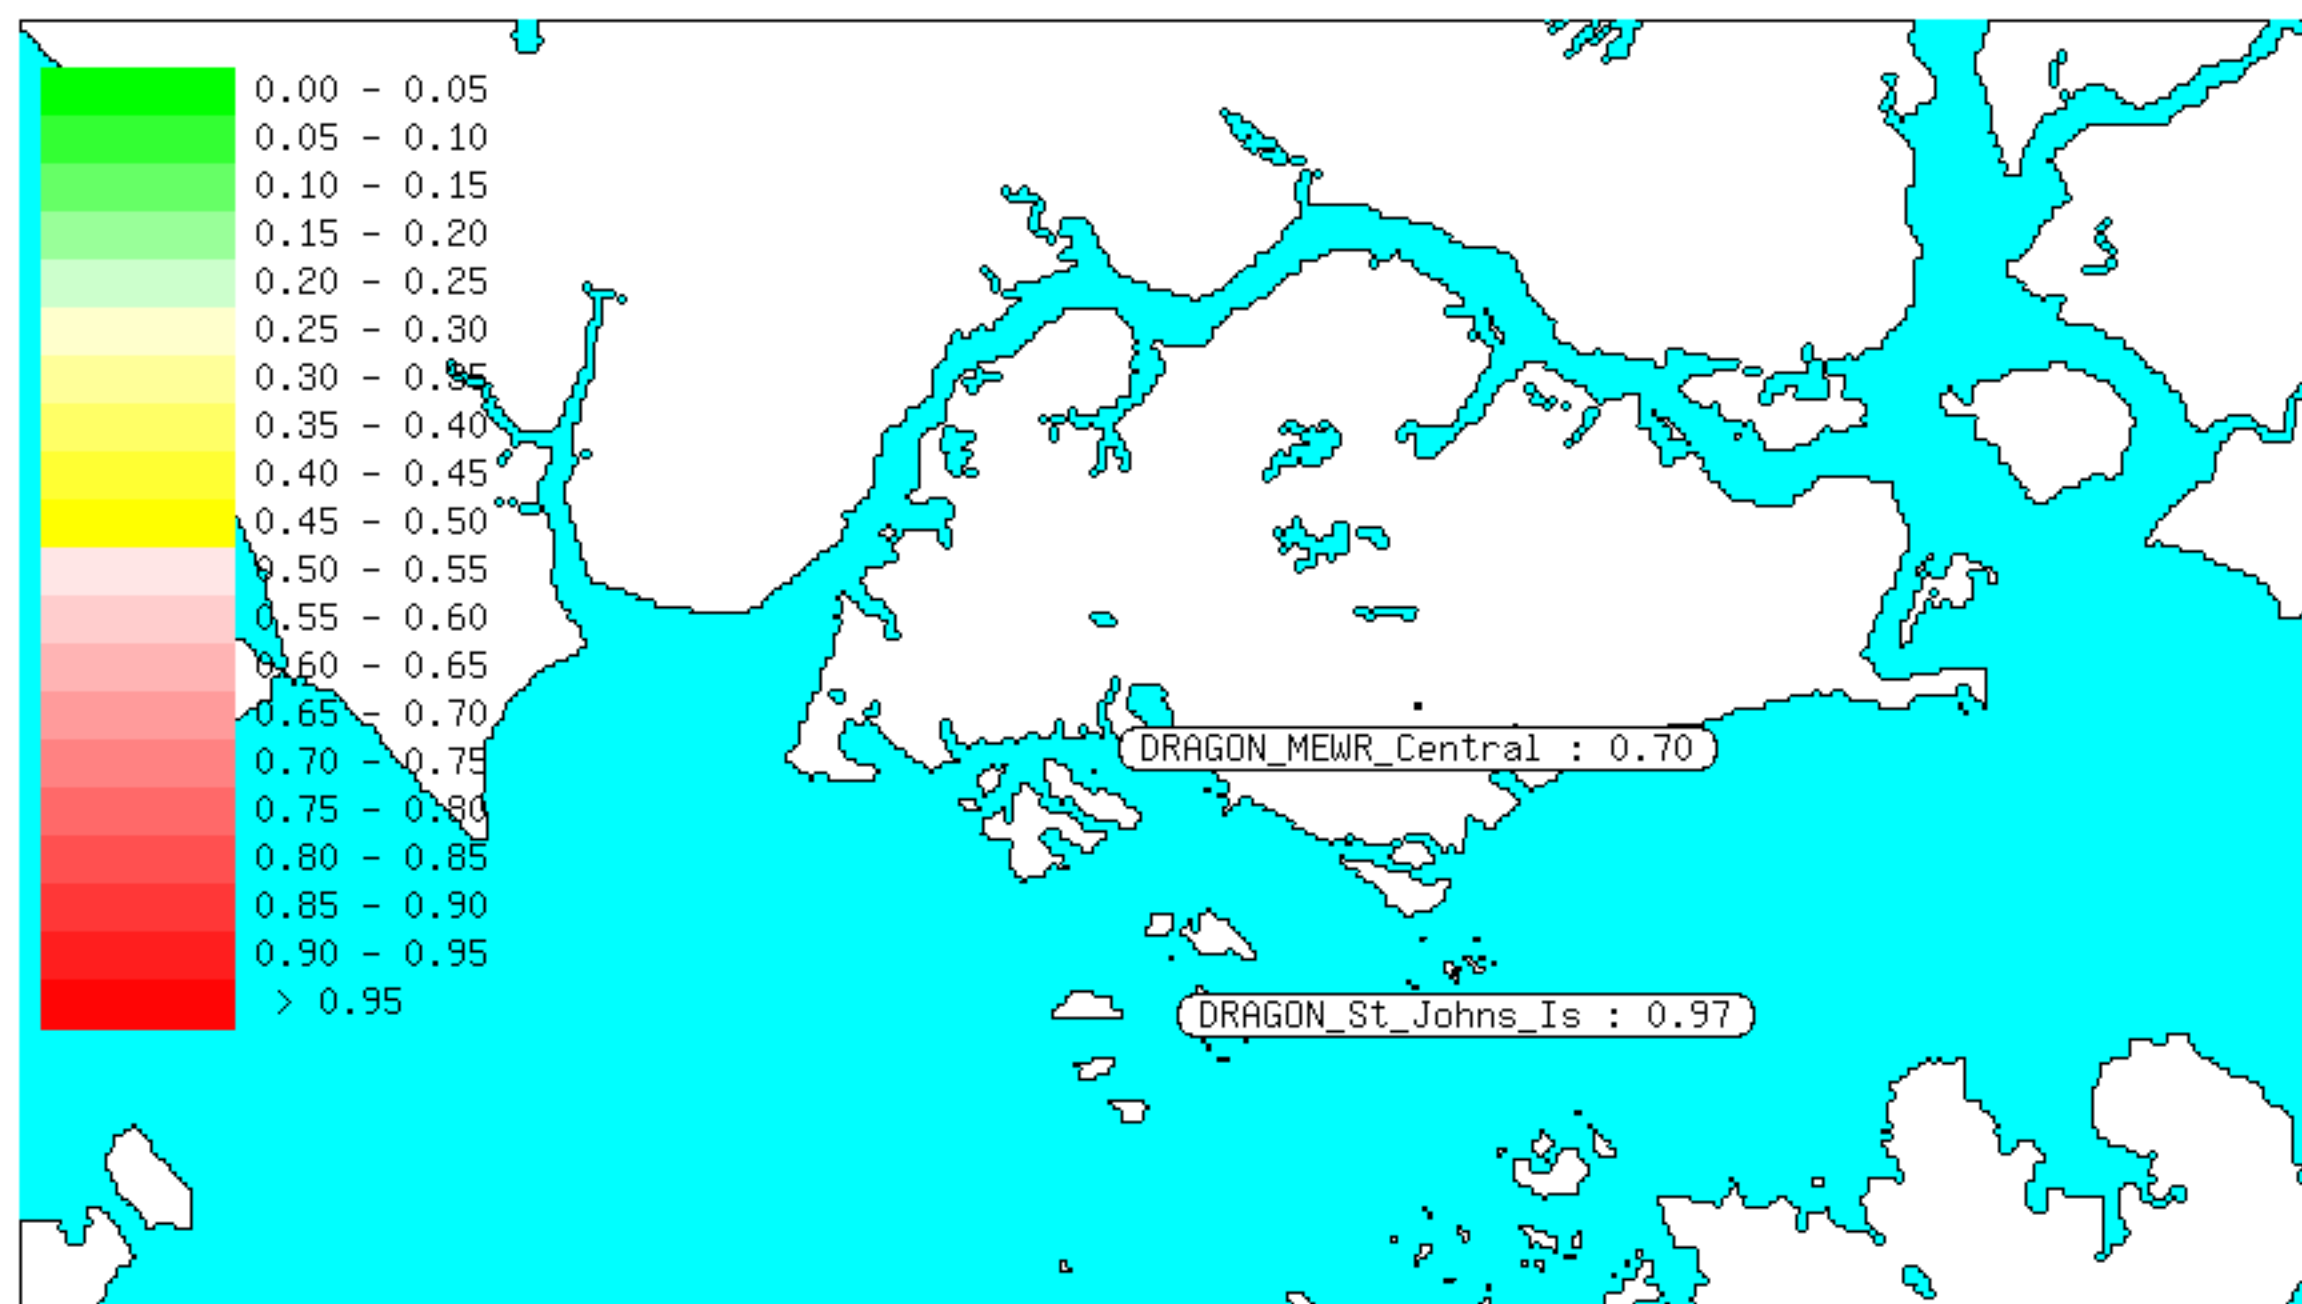 0.00 - 0.05
0.05 - 0.10
0.10 - 0.15
0.15 - 0.20
0.20 - 0.25
0.25 - 0.30
0.30 - 0.35
0.35 - 0.40
0.40 - 0.45
0.45 - 0.50
0.50 - 0.55
0.55 - 0.60
0.60 - 0.65
0.65 - 0.70
0.70 - 0.75
0.75 - 0.80
0.80 - 0.85
0.85 - 0.90
0.90 - 0.95
> 0.95
DRAGON_MEWR_Central : 0.70
DRAGON_St_Johns_Is : 0.97